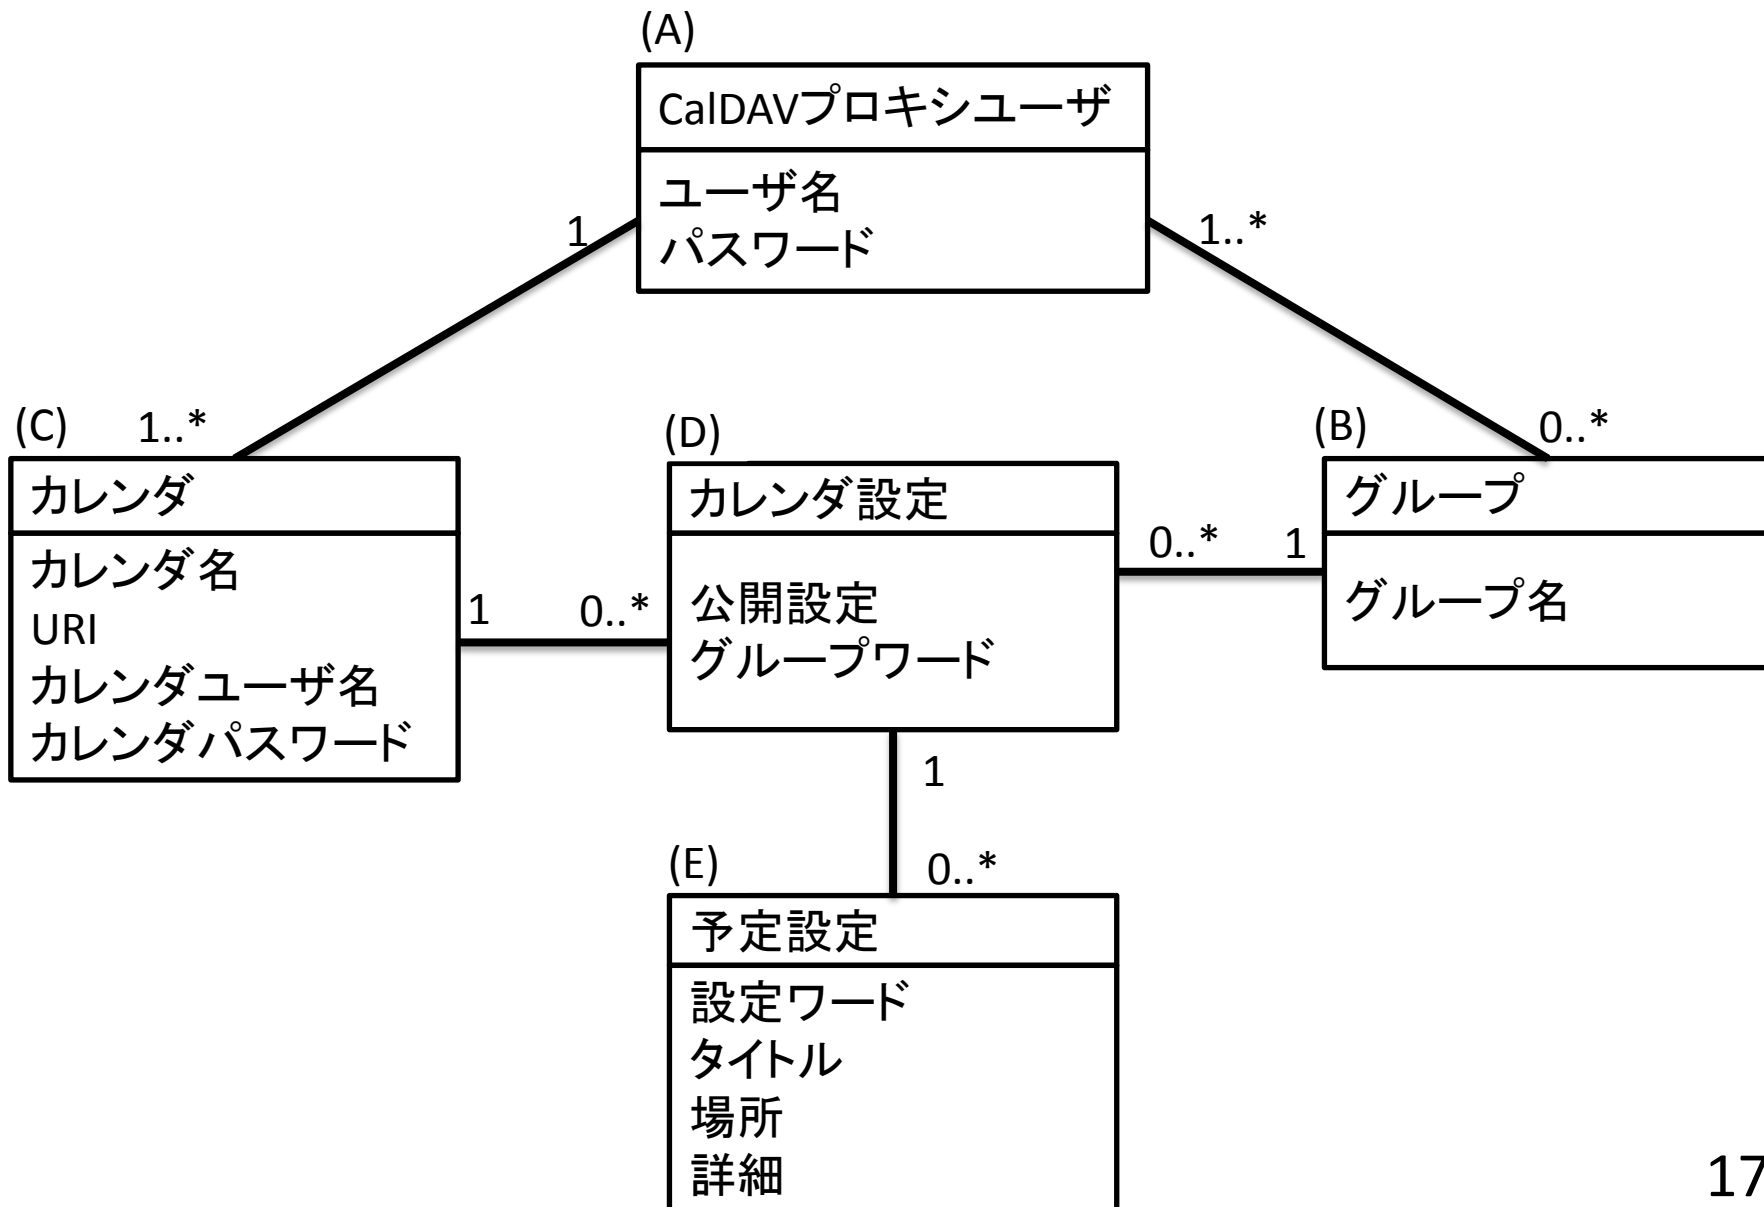 (A)
CalDAVプロキシユーザ
ユーザ名
パスワード
1
1..*
(C)
1..*
カレンダ
カレンダ名
URI
カレンダユーザ名
カレンダパスワード
1
0..*
(D)
カレンダ設定
公開設定
グループワード
0..*
1
(B)
0..*
グループ
グループ名
1
0..*
(E)
予定設定
設定ワード
タイトル
場所
詳細
17